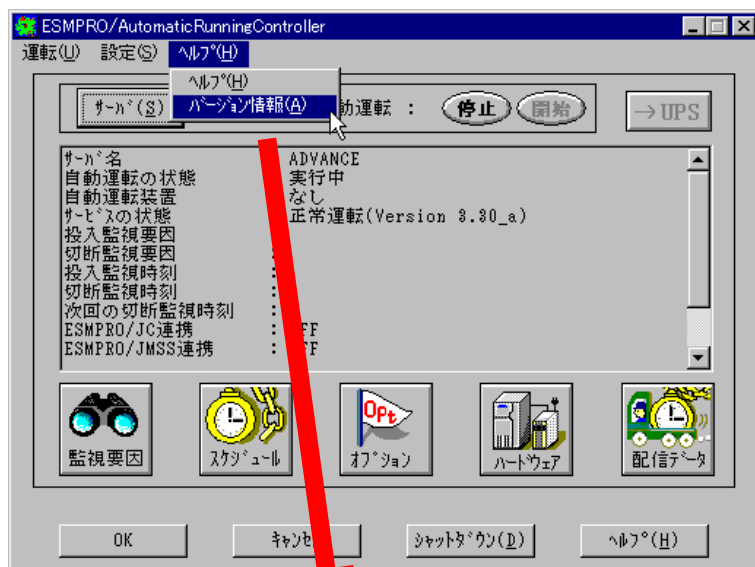 ESMPRO/AutomaticRunningController
運転(U) 設定(S) ﾍﾙﾌﾟ(H)
ﾍﾙﾌﾟ(H)
ﾊﾞｰｼﾞｮﾝ情報(A)
ｻｰﾊﾞ(S) 動運転 : 停止 開始 →UPS
ｻｰﾊﾞ名 ADVANCE
自動運転の状態 実行中
自動運転装置 なし
ｻｰﾋﾞｽの状態 正常運転(Version 3.30_a)
投入監視要因
切断監視要因 :
投入監視時刻 :
切断監視時刻 :
次回の切断監視時刻 :
ESMPRO/JC連携 : FF
ESMPRO/JMSS連携 : FF
Opt
監視要因 ｽｹｼﾞｭｰﾙ ｵﾌﾟｼｮﾝ ﾊｰﾄﾞｳｪｱ 配信ﾃﾞｰﾀ
OK ｷｬﾝｾ ｼｬｯﾄﾀﾞｳﾝ(D) ﾍﾙﾌﾟ(H)